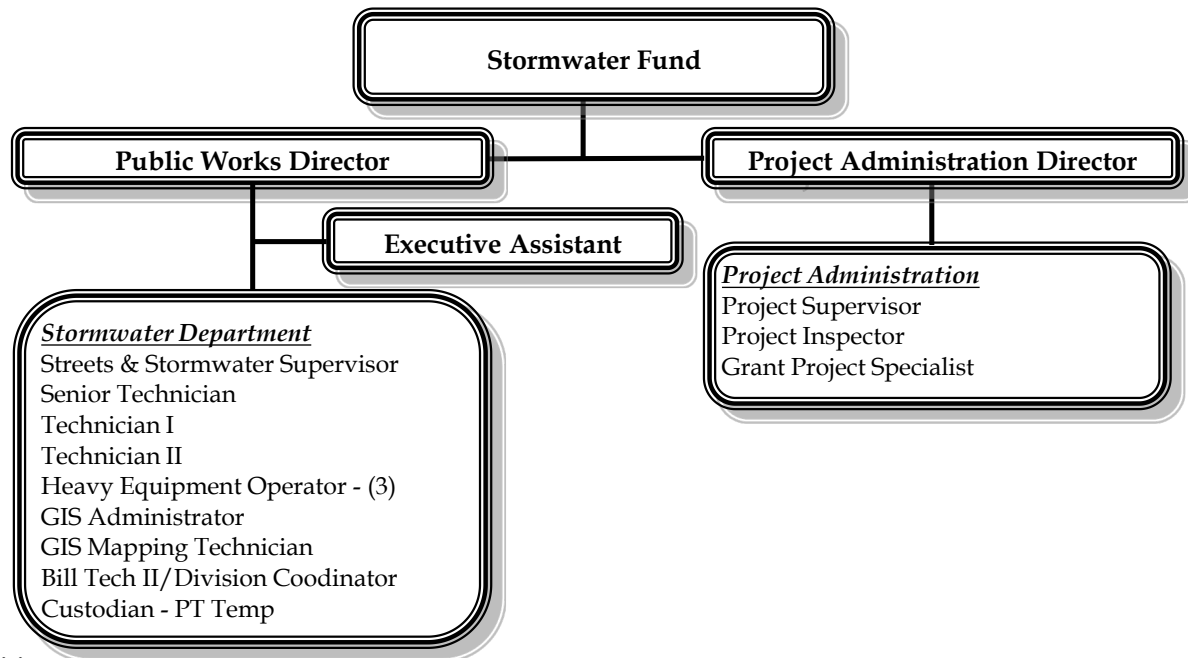 Stormwater Fund
Public Works Director
Project Administration Director
Executive Assistant
Stormwater Department
Streets & Stormwater Supervisor
Senior Technician
Technician I
Technician II
Heavy Equipment Operator - (3)
GIS Administrator
GIS Mapping Technician
Bill Tech II/Division Coodinator
Custodian - PT Temp
Project Administration
Project Supervisor
Project Inspector
Grant Project Specialist